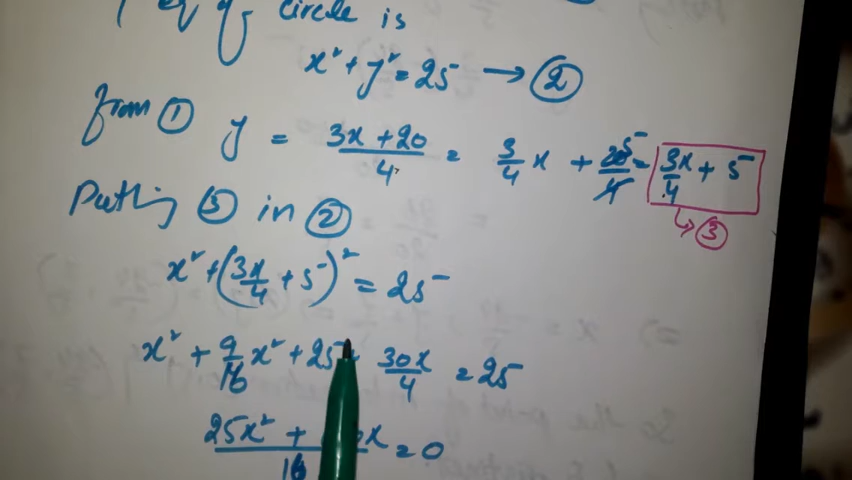 eq of circle is
x² + y² = 25 → ②
from ① y = (3x + 20)/4 = 3/4 x + 20/4 5 = 3x/4 + 5
→ ③
Putting ③ in ②
x² + (3x/4 + 5)² = 25
x² + 9/16 x² + 25 30x/4 = 25
25x² + x/16 = 0